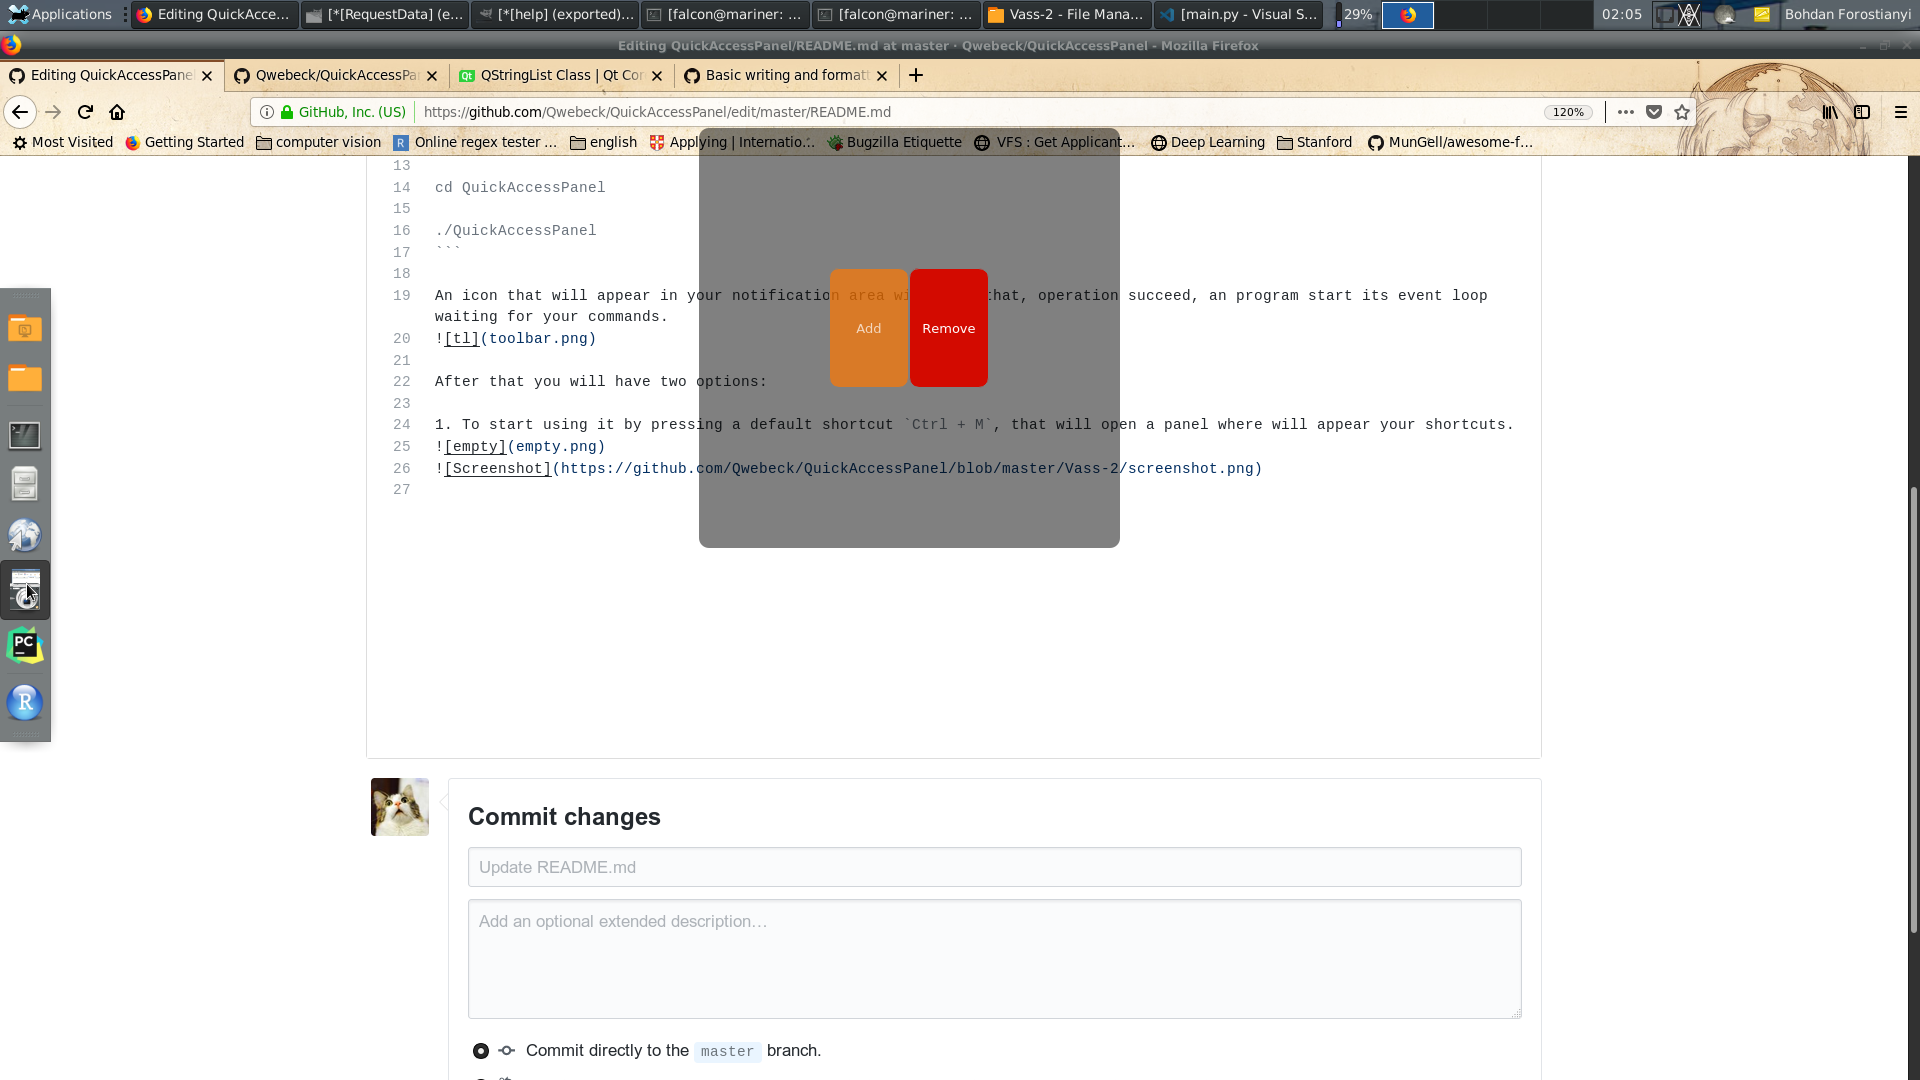 Applications
Editing QuickAcce...
[*[RequestData] (e...
[*[help] (exported)...
[falcon@mariner: ...
[falcon@mariner: ...
Vass-2 - File Mana...
[main.py - Visual S...
29%
02:05
Bohdan Forostianyi
Editing QuickAccessPanel/README.md at master · Qwebeck/QuickAccessPanel - Mozilla Firefox
Editing QuickAccessPane
Qwebeck/QuickAccessPa
Qt
QStringList Class | Qt Cor
Basic writing and formatt
GitHub, Inc. (US)
https://github.com/Qwebeck/QuickAccessPanel/edit/master/README.md
120%
Most Visited
Getting Started
computer vision
R
Online regex tester ...
english
Applying | Internatio...
Bugzilla Etiquette
VFS : Get Applicant...
Deep Learning
Stanford
MunGell/awesome-f...
13
14 cd QuickAccessPanel
15
16 ./QuickAccessPanel
17 ```
18
19 An icon that will appear in your notification area wi that, operation succeed, an program start its event loop
waiting for your commands.
20 ![tl](toolbar.png)
21
22 After that you will have two options:
23
24 1. To start using it by pressing a default shortcut `Ctrl + M`, that will open a panel where will appear your shortcuts.
25 ![empty](empty.png)
26 ![Screenshot](https://github.com/Qwebeck/QuickAccessPanel/blob/master/Vass-2/screenshot.png)
27
Add
Remove
PC
R
Commit changes
Update README.md
Add an optional extended description…
Commit directly to the master branch.